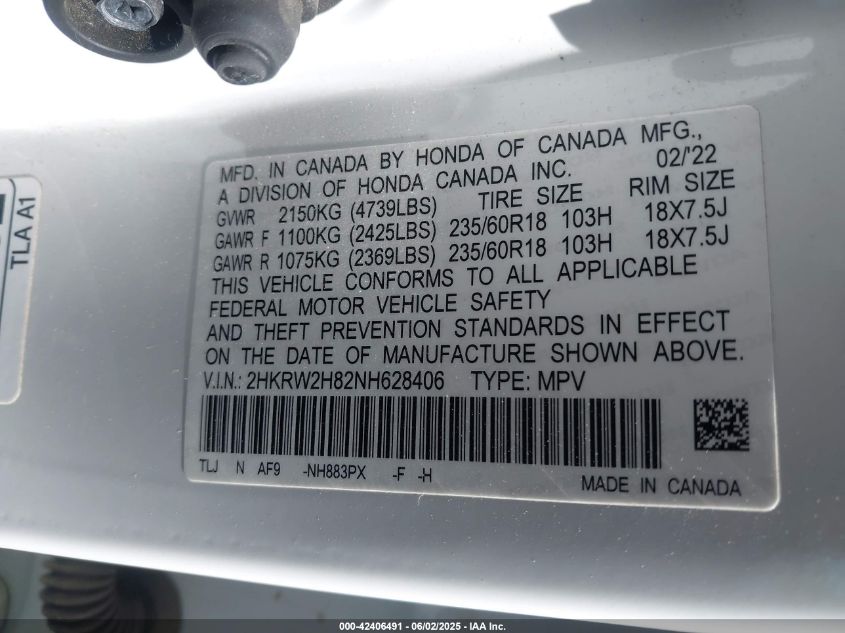 MFD. IN CANADA BY HONDA OF CANADA MFG.,
A DIVISION OF HONDA CANADA INC. 02/'22
GVWR 2150KG (4739LBS) TIRE SIZE RIM SIZE
GAWR F 1100KG (2425LBS) 235/60R18 103H 18X7.5J
GAWR R 1075KG (2369LBS) 235/60R18 103H 18X7.5J
THIS VEHICLE CONFORMS TO ALL APPLICABLE
FEDERAL MOTOR VEHICLE SAFETY
AND THEFT PREVENTION STANDARDS IN EFFECT
ON THE DATE OF MANUFACTURE SHOWN ABOVE.
V.I.N.: 2HKRW2H82NH628406 TYPE: MPV
TLJ N AF9 -NH883PX -F -H
MADE IN CANADA
TLA A1
000-42406491 - 06/02/2025 - IAA Inc.